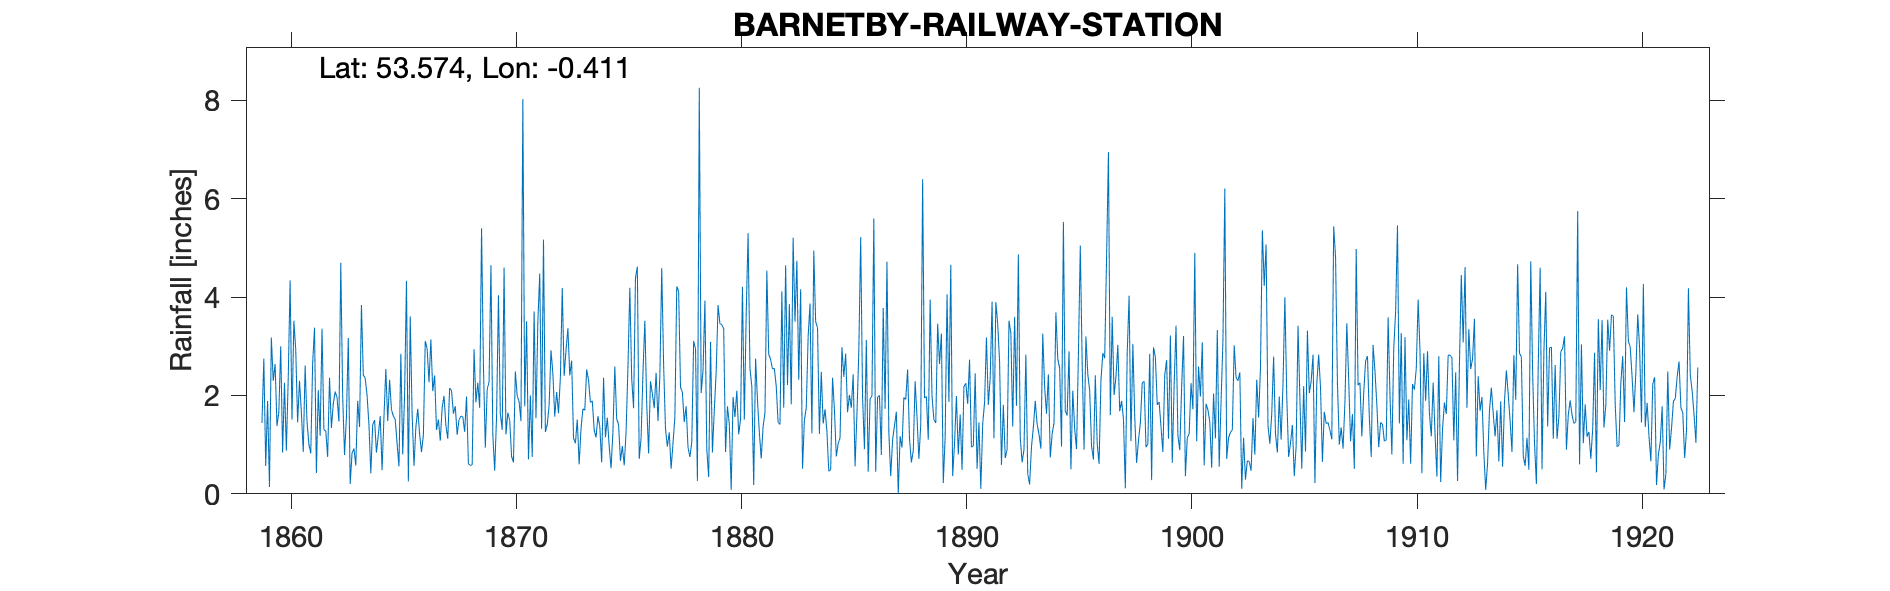 BARNETBY-RAILWAY-STATION
Lat: 53.574, Lon: -0.411
Rainfall [inches]
8
6
4
2
0
1860 1870 1880 1890 1900 1910 1920
Year